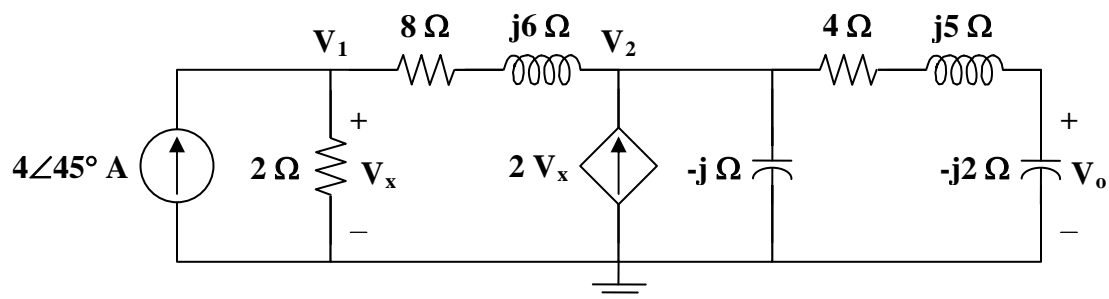 8 Ω
j6 Ω
4 Ω
j5 Ω
V₁
V₂
+
+
4∠45° A
2 Ω
Vₓ
2 Vₓ
-j Ω
-j2 Ω
Vₒ
–
–